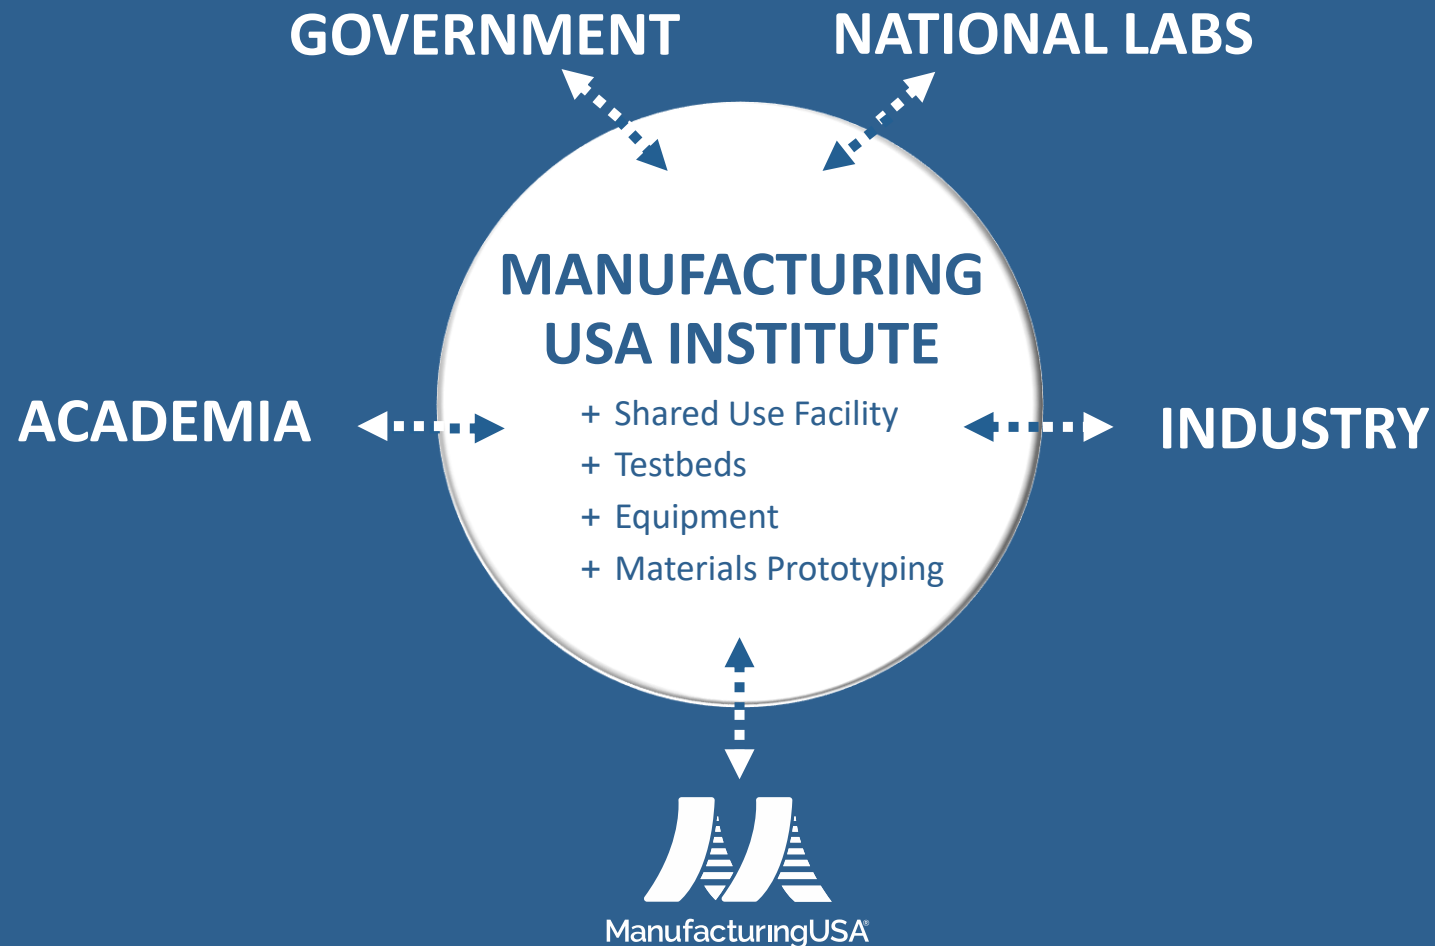 GOVERNMENT
NATIONAL LABS
MANUFACTURING
USA INSTITUTE
+ Shared Use Facility
+ Testbeds
+ Equipment
+ Materials Prototyping
ACADEMIA
INDUSTRY
ManufacturingUSA®